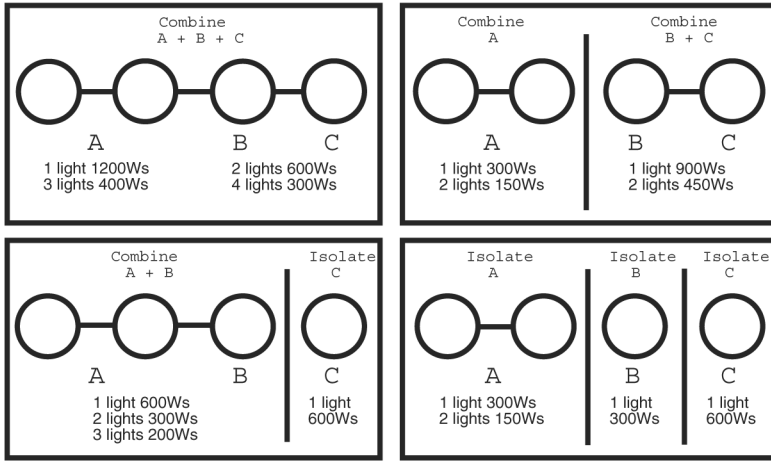 Combine
A + B + C
A B C
1 light 1200Ws
3 lights 400Ws
2 lights 600Ws
4 lights 300Ws
Combine
A
Combine
B + C
A B C
1 light 300Ws
2 lights 150Ws
1 light 900Ws
2 lights 450Ws
Combine
A + B
Isolate
C
A B C
1 light 600Ws
2 lights 300Ws
3 lights 200Ws
1 light
600Ws
Isolate
A
Isolate
B
Isolate
C
A B C
1 light 300Ws
2 lights 150Ws
1 light
300Ws
1 light
600Ws